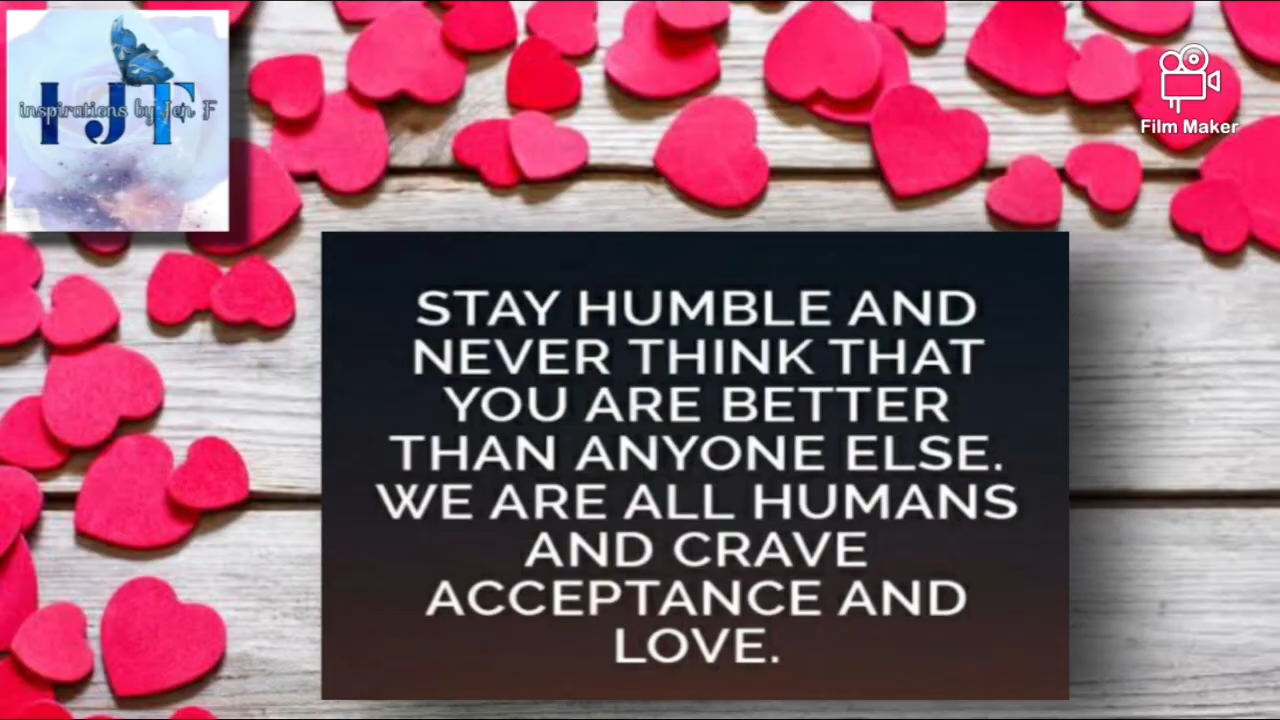 IJF
inspirations by Jen F
Film Maker
STAY HUMBLE AND
NEVER THINK THAT
YOU ARE BETTER
THAN ANYONE ELSE.
WE ARE ALL HUMANS
AND CRAVE
ACCEPTANCE AND
LOVE.